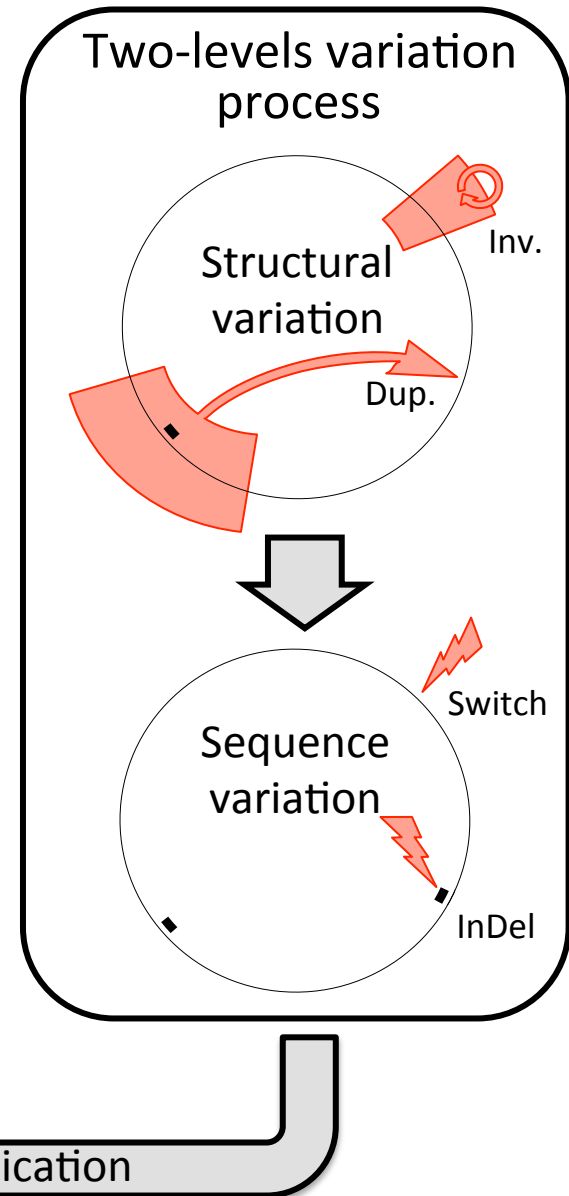 Two-levels variation
process
Inv.
Structural
variation
Dup.
Switch
Sequence
variation
InDel
ication